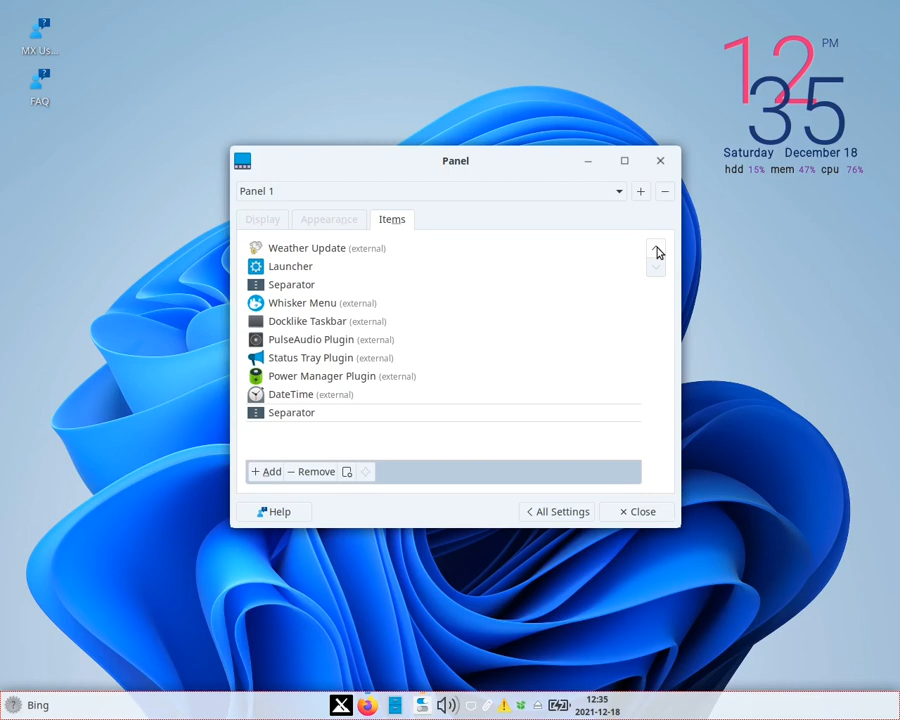 MX Us...
FAQ
12 PM
35
Saturday December 18
hdd 15% mem 47% cpu 76%
Panel
Panel 1
Display Appearance Items
Weather Update (external)
Launcher
Separator
Whisker Menu (external)
Docklike Taskbar (external)
PulseAudio Plugin (external)
Status Tray Plugin (external)
Power Manager Plugin (external)
DateTime (external)
Separator
Add Remove
Help All Settings Close
Bing
12:35
2021-12-18